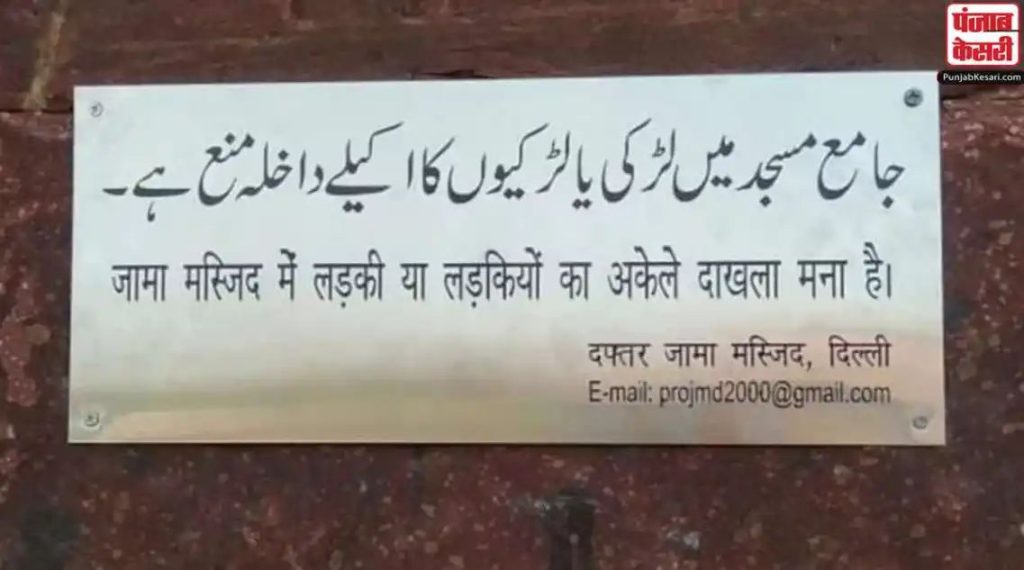 पंजाब
केसरी
PunjabKesari.com
جامع مسجد میں لڑکی یا لڑکیوں کا اکیلے داخلہ منع ہے۔
जामा मस्जिद में लड़की या लड़कियों का अकेले दाखला मना है।
दफ्तर जामा मस्जिद, दिल्ली
E-mail: projmd2000@gmail.com